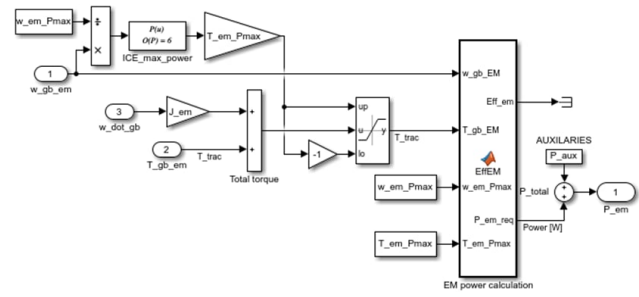 w_em_Pmax
÷
×
P(u)
O(P) = 6
ICE_max_power
T_em_Pmax
1
w_gb_em
3
w_dot_gb
J_em
2
T_gb_em
T_trac
+
+
Total torque
-1
up
u
lo
y
T_trac
w_em_Pmax
T_em_Pmax
w_gb_EM
T_gb_EM
w_em_Pmax
T_em_Pmax
EffEM
Eff_em
P_em_req
EM power calculation
AUXILARIES
P_aux
P_total
+
+
Power [W]
1
P_em